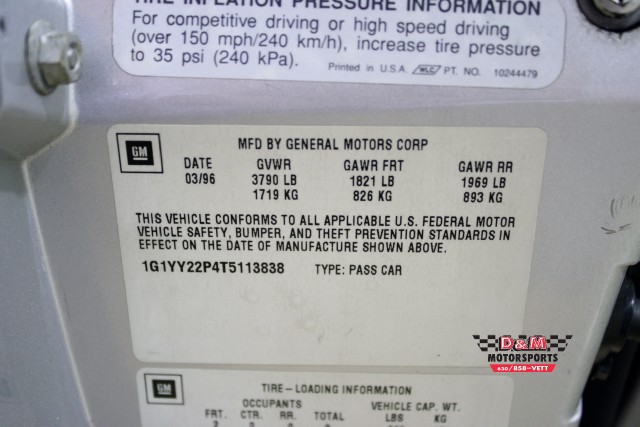 TIRE INFLATION PRESSURE INFORMATION
For competitive driving or high speed driving
(over 150 mph/240 km/h), increase tire pressure
to 35 psi (240 kPa).
Printed in U.S.A. WLC PT. NO. 10244479
GM
MFD BY GENERAL MOTORS CORP
DATE GVWR GAWR FRT GAWR RR
03/96 3790 LB 1821 LB 1969 LB
1719 KG 826 KG 893 KG
THIS VEHICLE CONFORMS TO ALL APPLICABLE U.S. FEDERAL MOTOR
VEHICLE SAFETY, BUMPER, AND THEFT PREVENTION STANDARDS IN
EFFECT ON THE DATE OF MANUFACTURE SHOWN ABOVE.
1G1YY22P4T5113838 TYPE: PASS CAR
D&M
MOTORSPORTS
630/858-VETT
GM
TIRE-LOADING INFORMATION
OCCUPANTS VEHICLE CAP. WT.
FRT. CTR. RR. TOTAL LBS KG